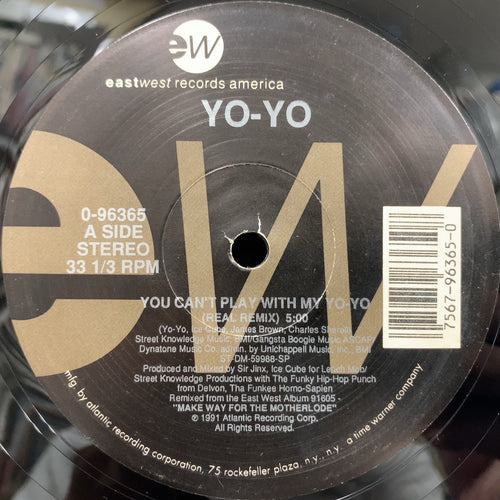 ew
eastwest records america
YO-YO
ew
0-96365
A SIDE
STEREO
33 1/3 RPM
7567-96365-0
YOU CAN'T PLAY WITH MY YO-YO
(REAL REMIX) 5:00
(Yo-Yo, Ice Cube, James Brown, Charles Sherrell)
Street Knowledge Music, BMI/Gangsta Boogie Music ASCAP/
Dynatone Music Co. admin. by Unichappell Music, Inc., BMI
ST-DM-59988-SP
Produced and Mixed by Sir Jinx, Ice Cube for Lench Mob/
Street Knowledge Productions with The Funky Hip-Hop Punch
from Delvon, Tha Funkee Homo-Sapien
Remixed from the East West Album 91605 -
"MAKE WAY FOR THE MOTHERLODE"
℗ 1991 Atlantic Recording Corp.
All Rights Reserved.
mfg. by atlantic recording corporation, 75 rockefeller plaza, n.y., n.y. a time warner company